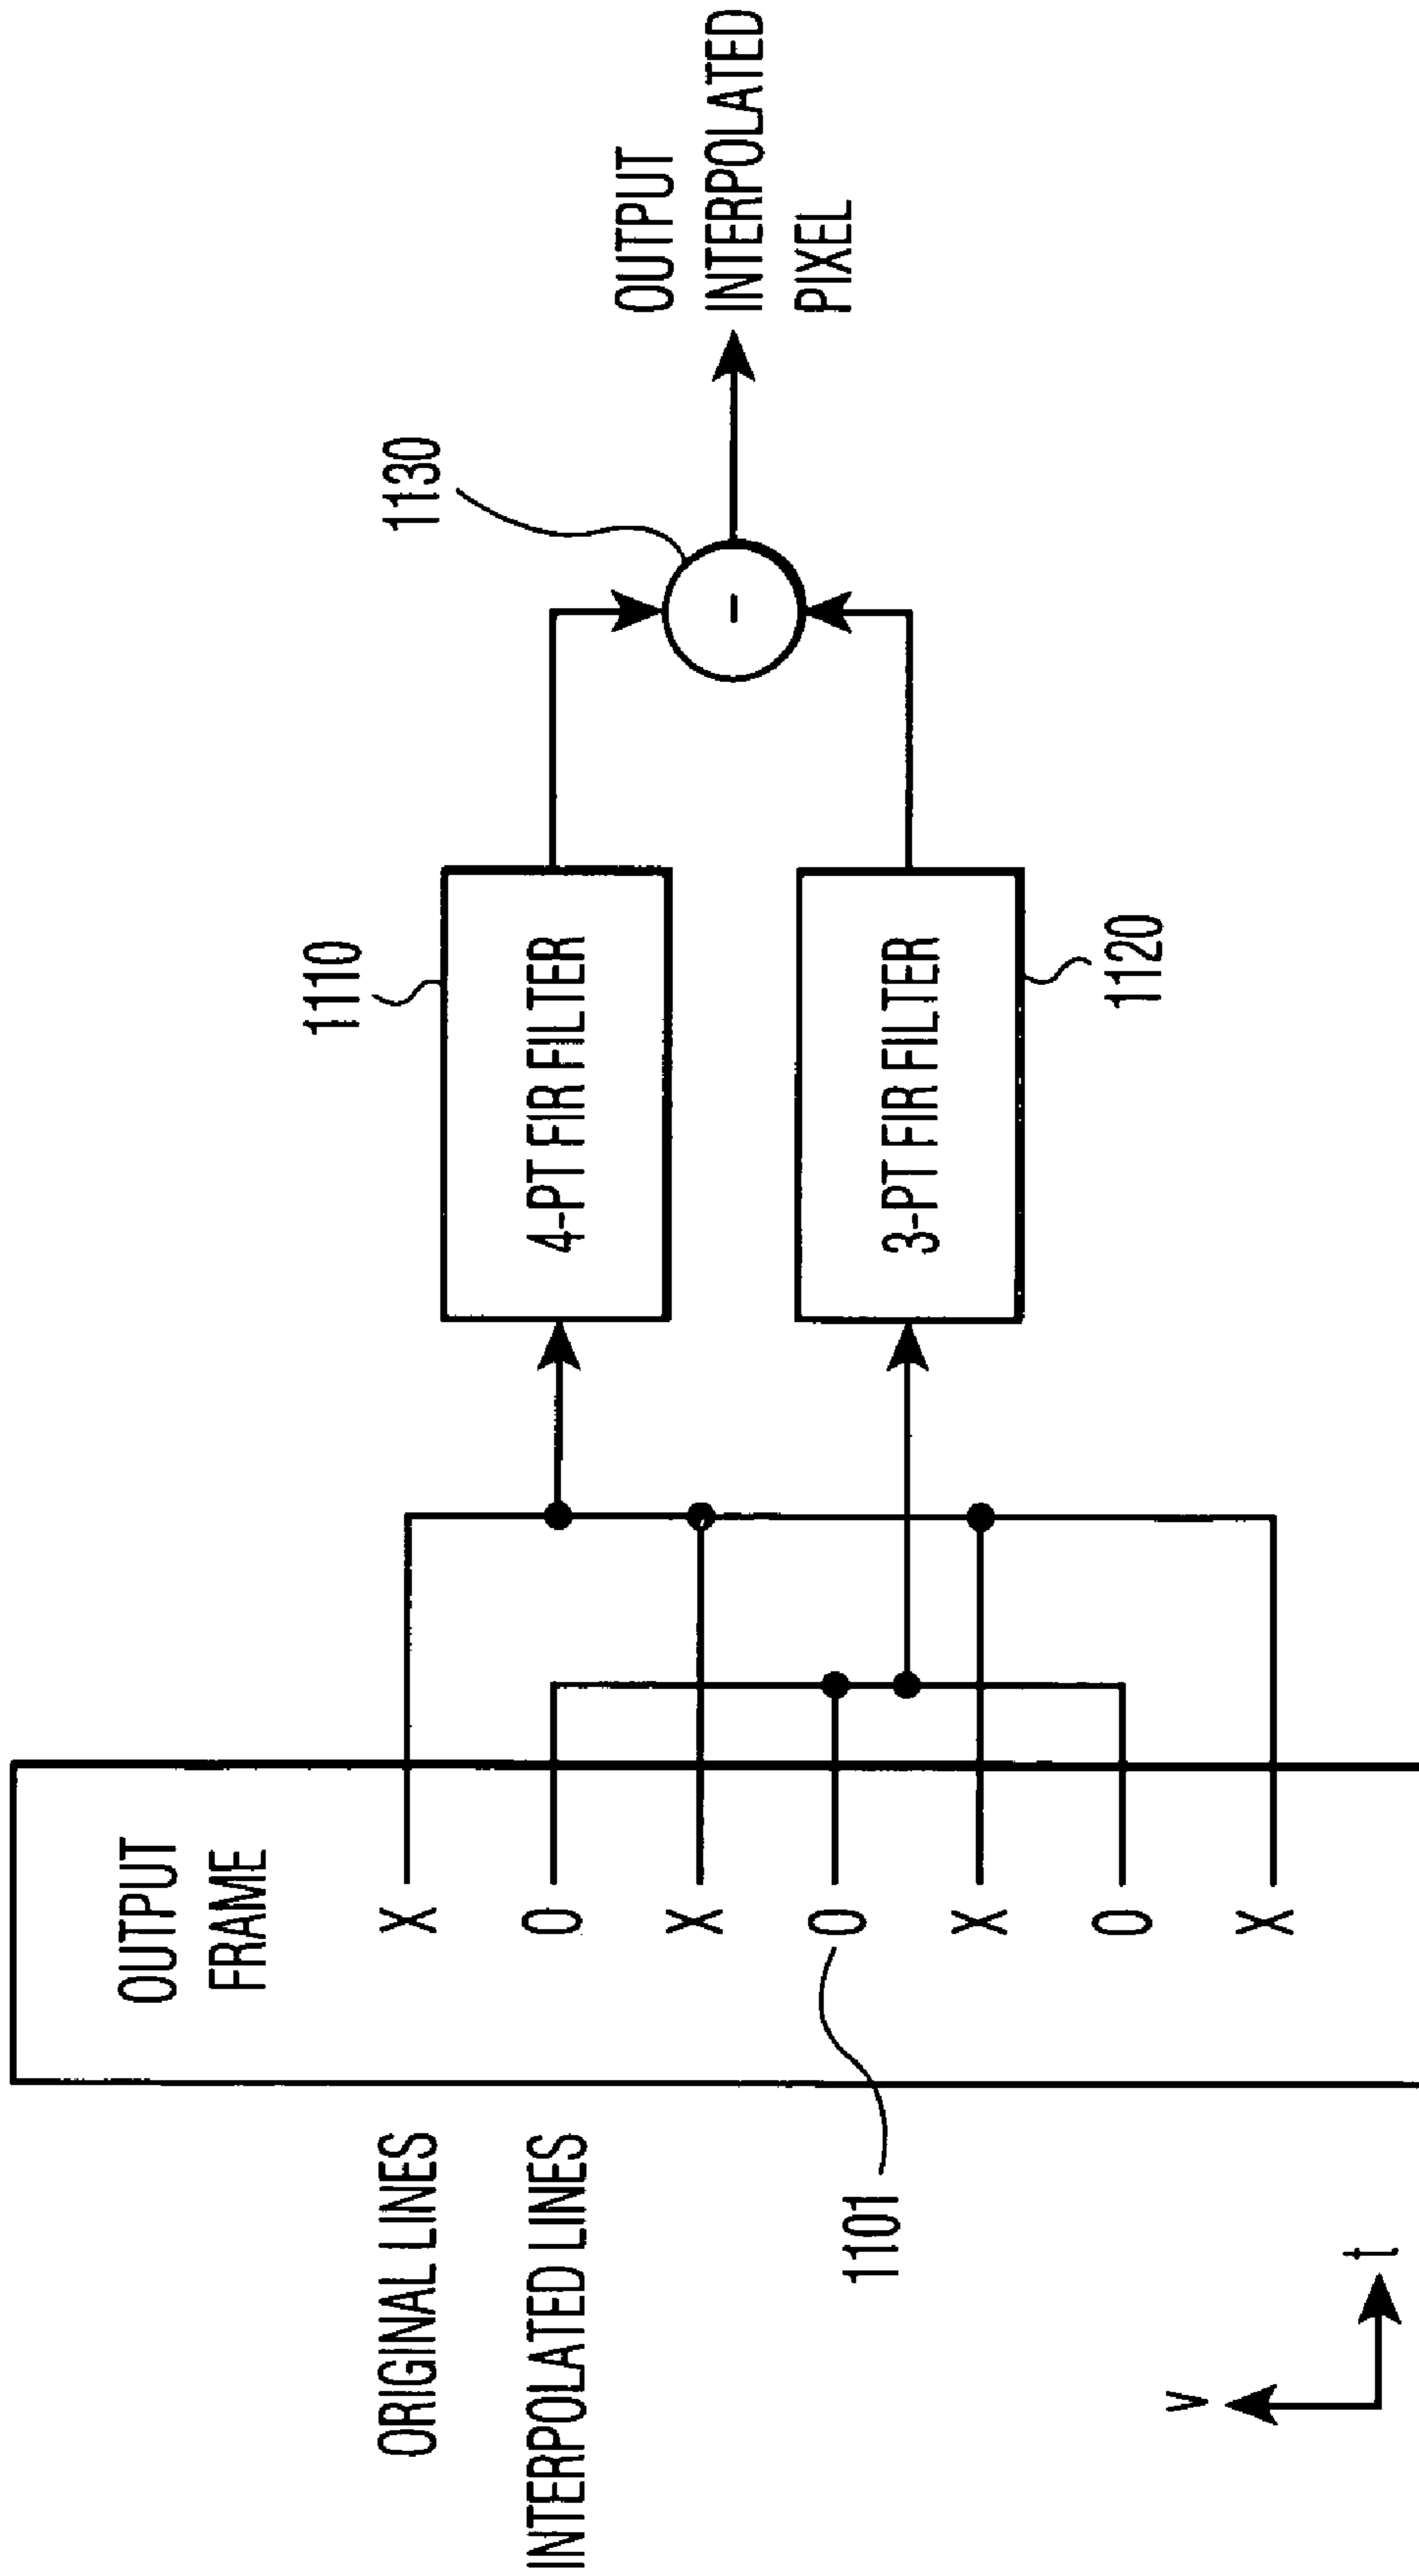 OUTPUT
FRAME
ORIGINAL LINES
X
INTERPOLATED LINES
O
X
1101
O
X
O
X
1110
4-PT FIR FILTER
3-PT FIR FILTER
1120
1130
-
OUTPUT
INTERPOLATED
PIXEL
v
t